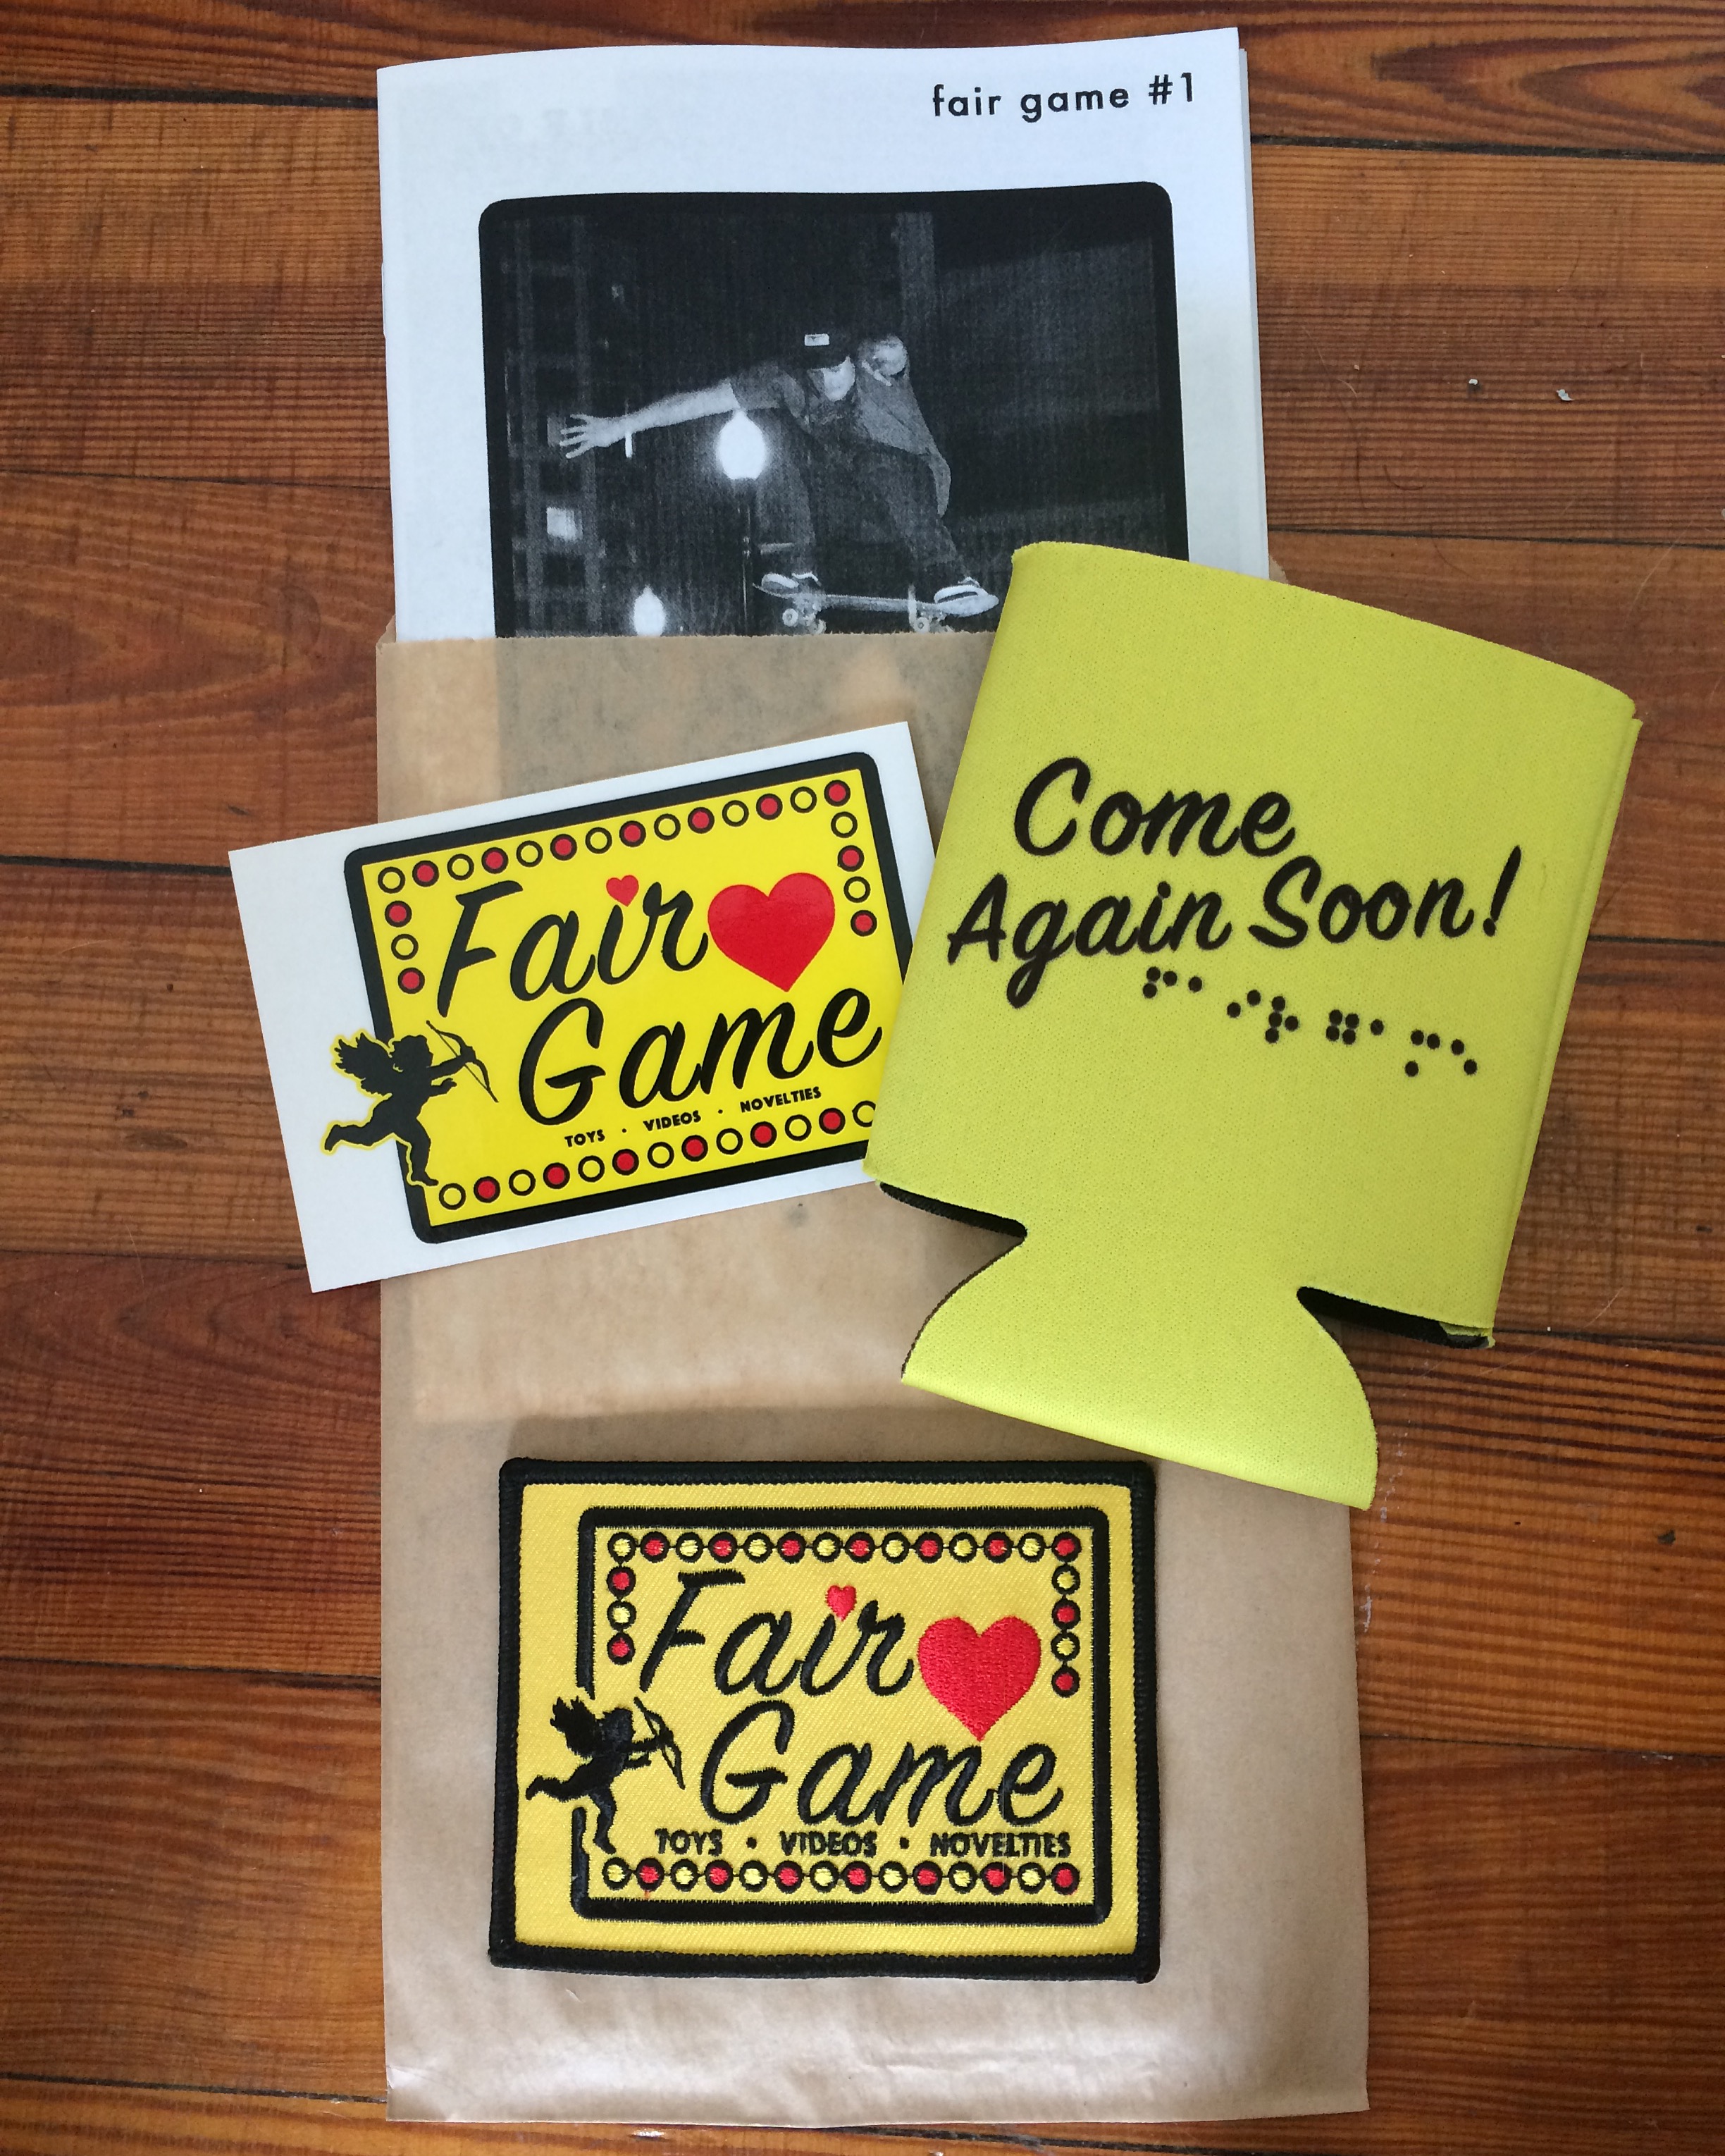 fair game #1
Fair
Game
TOYS · VIDEOS · NOVELTIES
Come
Again Soon!
Fair
Game
TOYS · VIDEOS · NOVELTIES